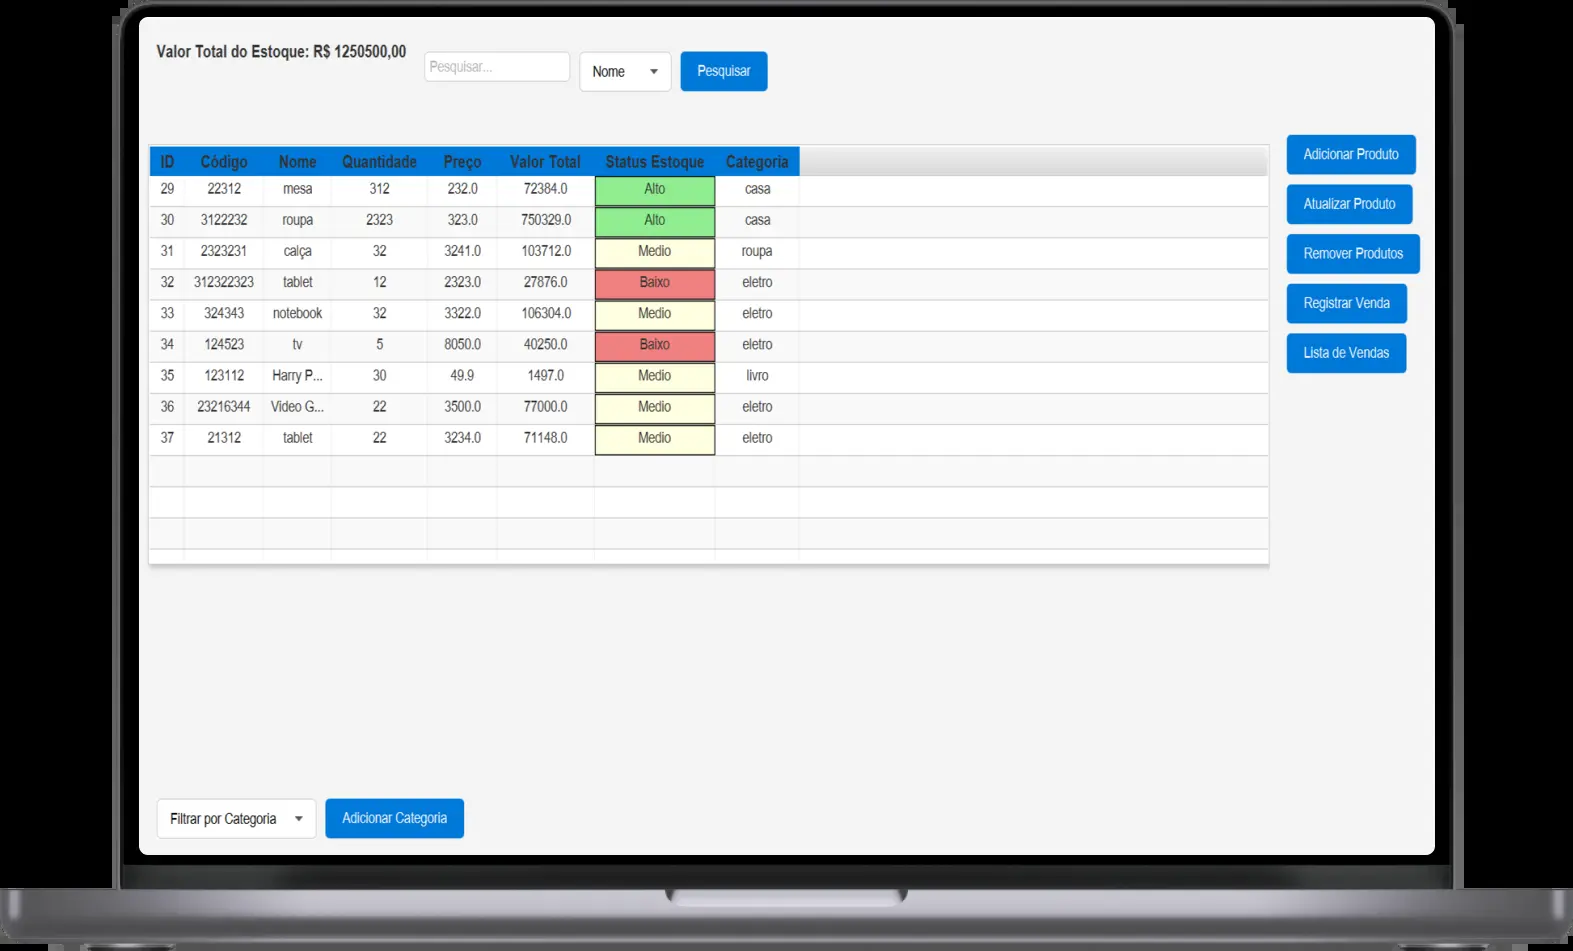 Valor Total do Estoque: R$ 1250500,00
Pesquisar...
Nome
Pesquisar
ID Código Nome Quantidade Preço Valor Total Status Estoque Categoria
29 22312 mesa 312 232.0 72384.0 Alto casa
30 3122232 roupa 2323 323.0 750329.0 Alto casa
31 2323231 calça 32 3241.0 103712.0 Medio roupa
32 312322323 tablet 12 2323.0 27876.0 Baixo eletro
33 324343 notebook 32 3322.0 106304.0 Medio eletro
34 124523 tv 5 8050.0 40250.0 Baixo eletro
35 123112 Harry P... 30 49.9 1497.0 Medio livro
36 23216344 Video G... 22 3500.0 77000.0 Medio eletro
37 21312 tablet 22 3234.0 71148.0 Medio eletro
Adicionar Produto
Atualizar Produto
Remover Produtos
Registrar Venda
Lista de Vendas
Filtrar por Categoria
Adicionar Categoria